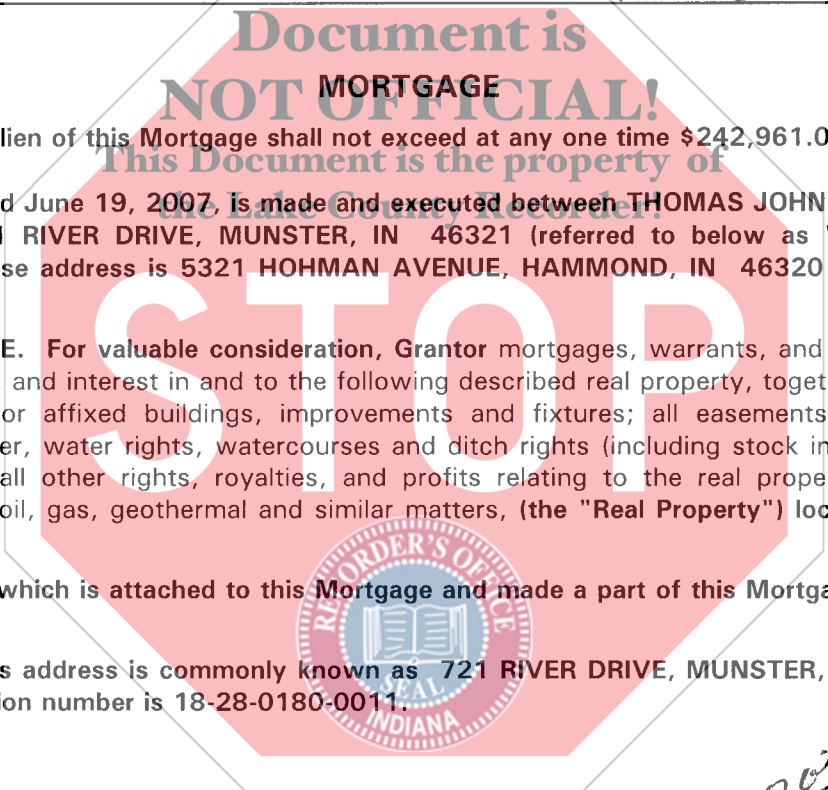 Document is
MORTGAGE
NOT OFFICIAL!
lien of this Mortgage shall not exceed at any one time $242,961.0
This Document is the property of
d June 19, 2007, is made and executed between THOMAS JOHN
the Lake County Recorder!
RIVER DRIVE, MUNSTER, IN 46321 (referred to below as
se address is 5321 HOHMAN AVENUE, HAMMOND, IN 46320
STOP
E. For valuable consideration, Grantor mortgages, warrants, and
and interest in and to the following described real property, toget
or affixed buildings, improvements and fixtures; all easements
er, water rights, watercourses and ditch rights (including stock in
all other rights, royalties, and profits relating to the real prope
oil, gas, geothermal and similar matters, (the "Real Property") loc
RECORDER'S OFFICE
which is attached to this Mortgage and made a part of this Mortga
s address is commonly known as 721 RIVER DRIVE, MUNSTER,
SEAL
ion number is 18-28-0180-0011.
INDIANA